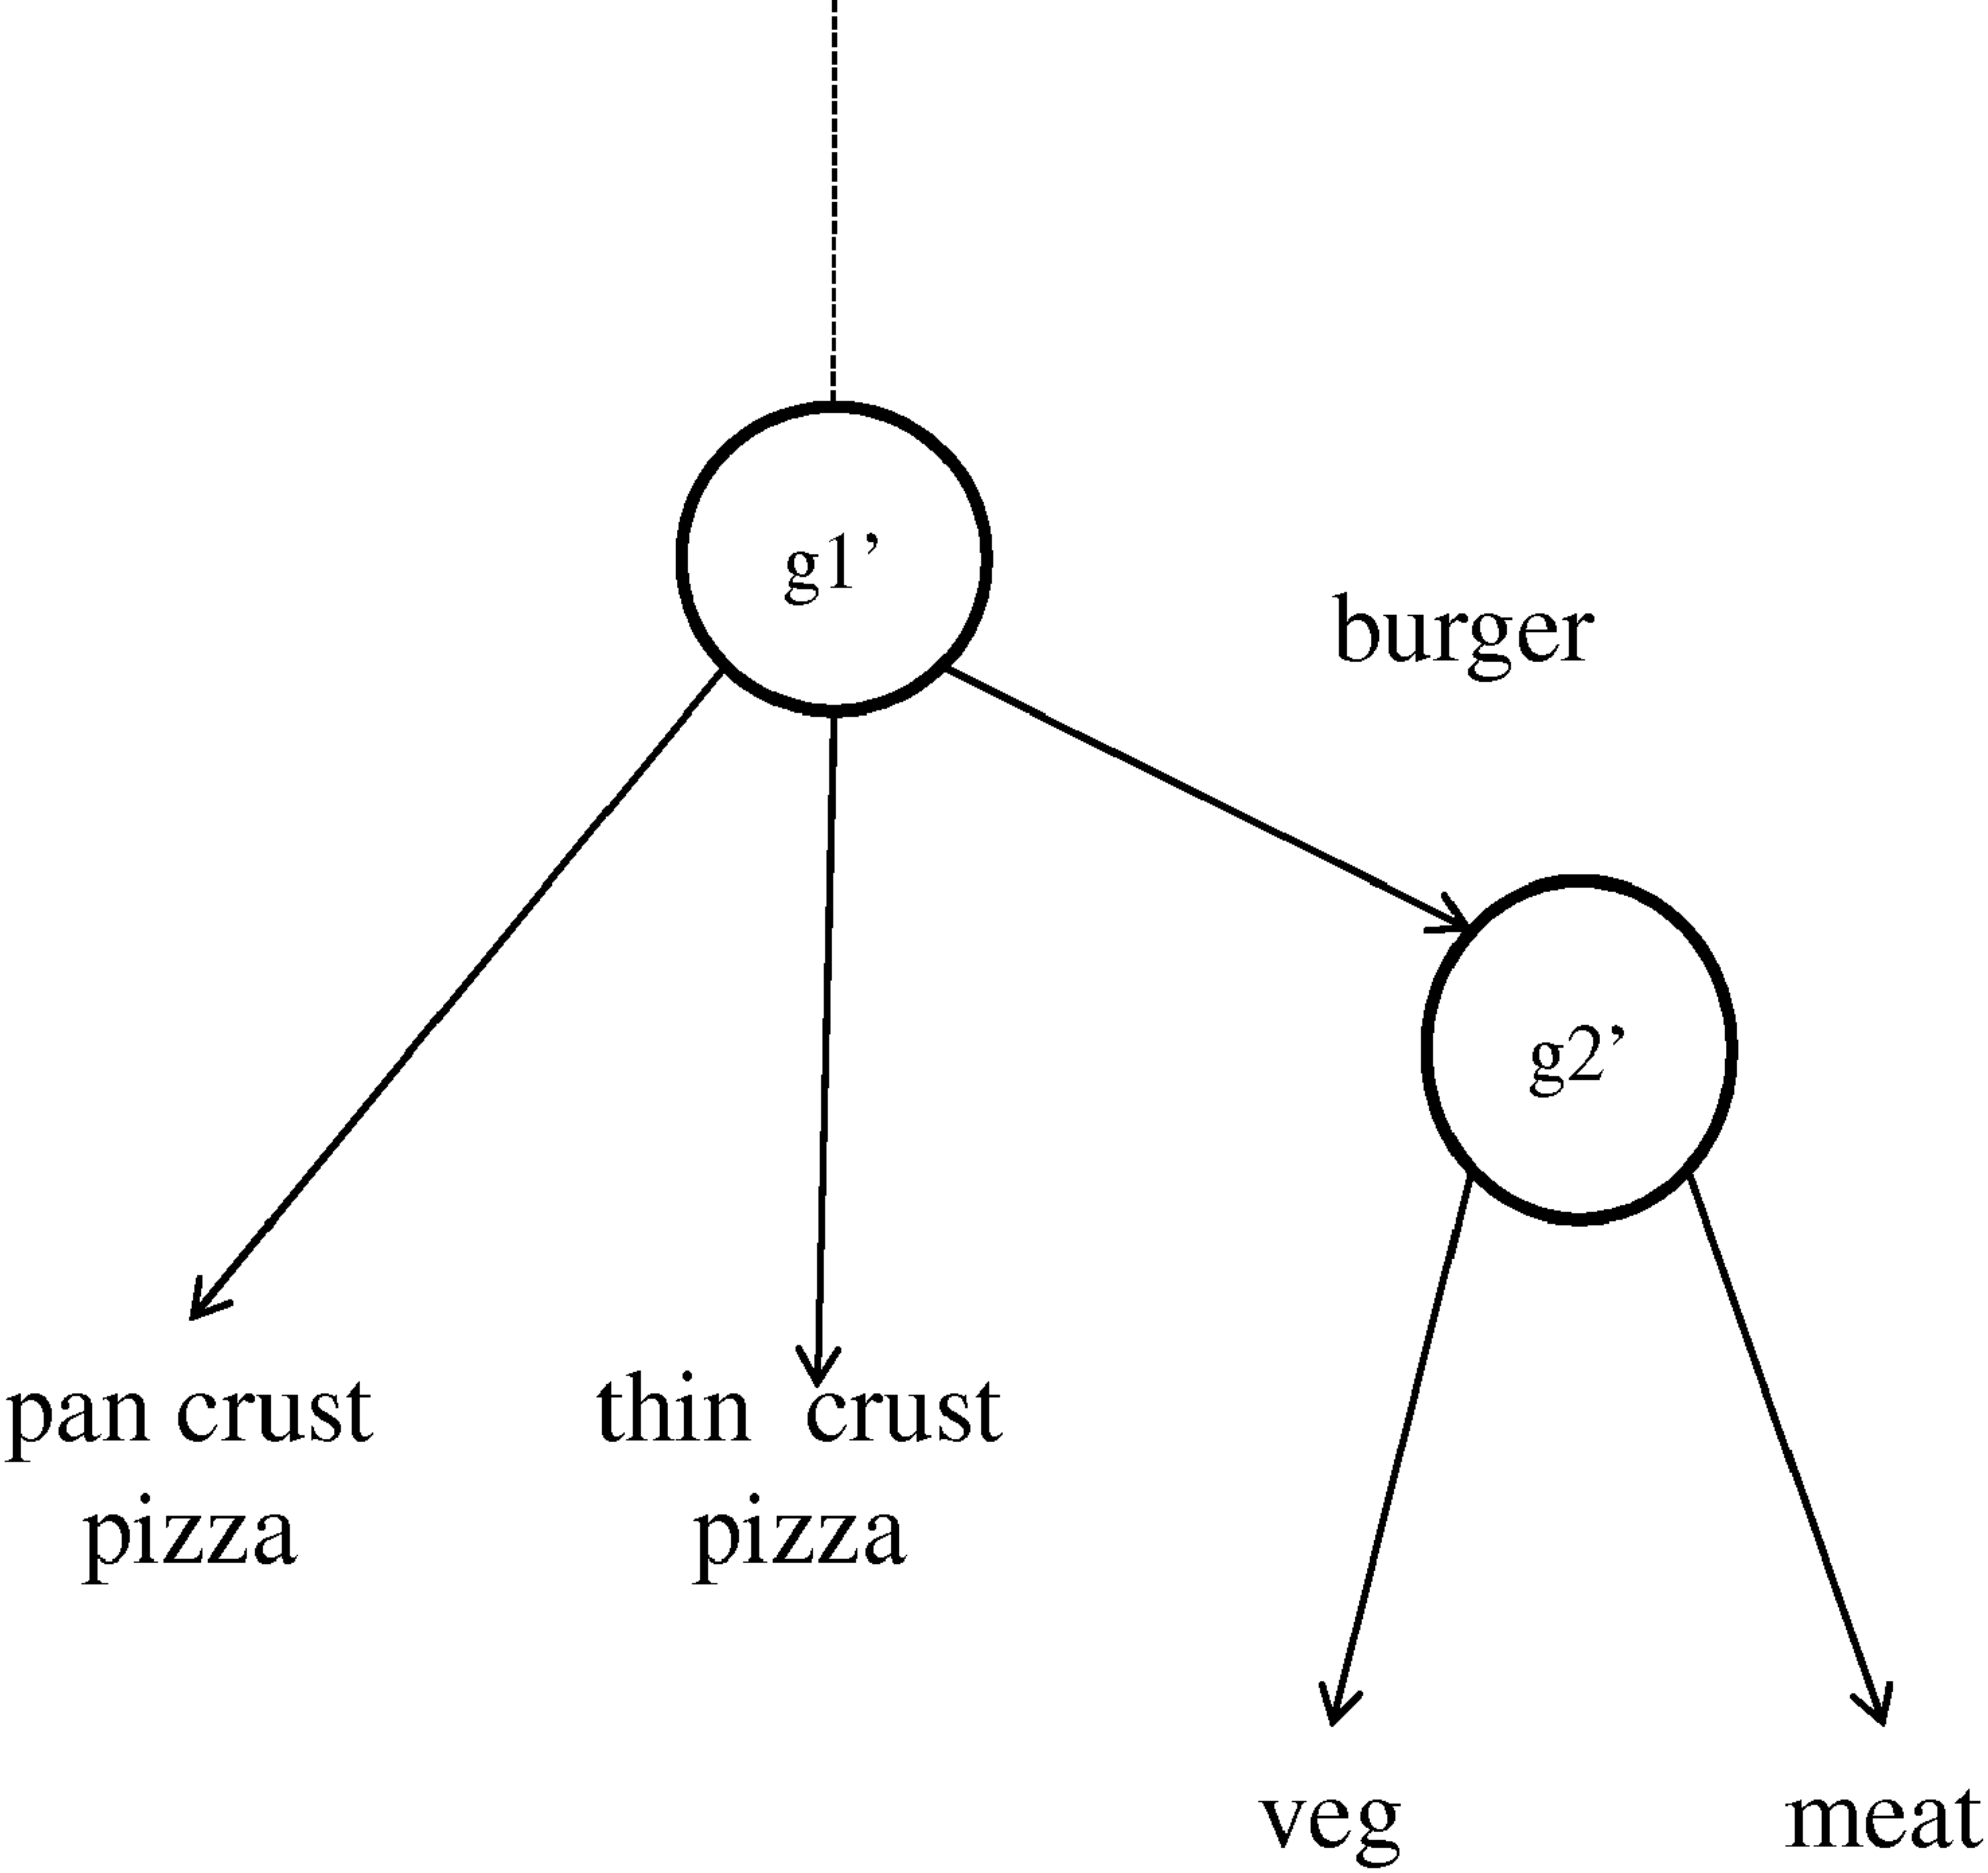 g1’
burger
g2’
pan crust
pizza
thin crust
pizza
veg
meat